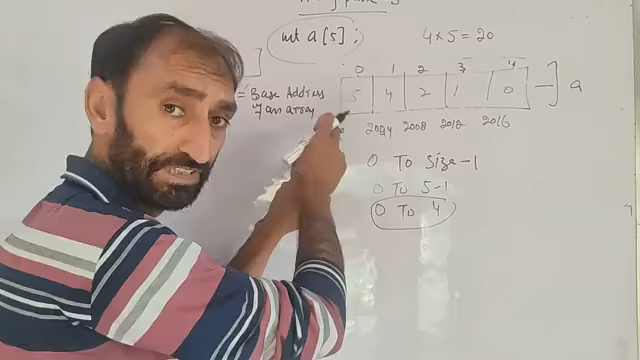 int a[5];
4×5=20
0 1 2 3 4
5 4 2 1 0 — a
= Base Address
of an array
2004 2008 2012 2016
0 To Size-1
0 To 5-1
0 To 4